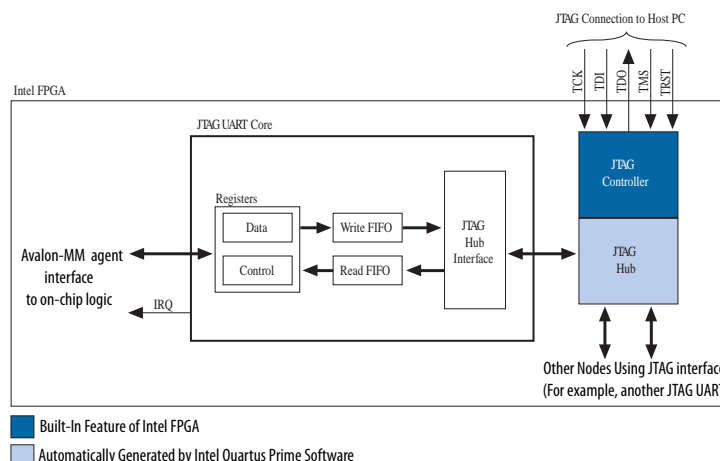 JTAG Connection to Host PC
TCK
TDI
TDO
TMS
TRST
Intel FPGA
JTAG UART Core
JTAG
Controller
Registers
Data
Write FIFO
JTAG
Hub
Interface
Avalon-MM agent
interface
to on-chip logic
Control
Read FIFO
JTAG
Hub
IRQ
Other Nodes Using JTAG interface
(For example, another JTAG UART
Built-In Feature of Intel FPGA
Automatically Generated by Intel Quartus Prime Software